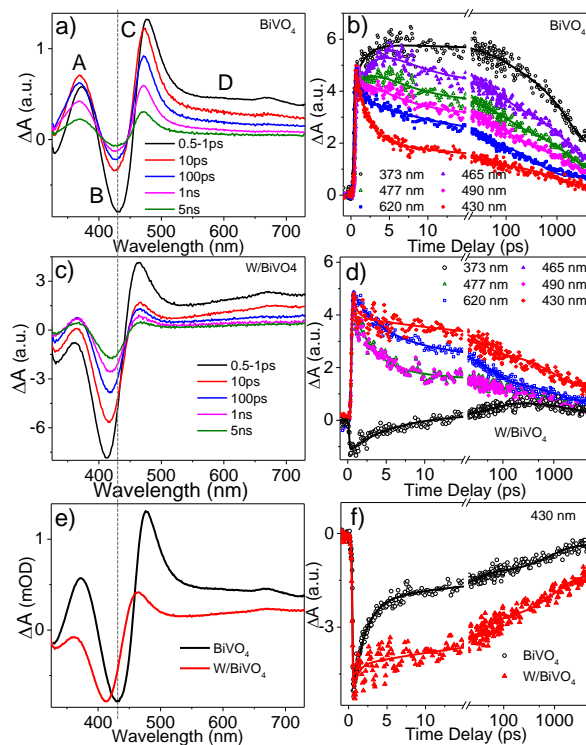 a)
BiVO4
A
B
C
D
ΔA (a.u.)
1
0
0.5-1ps
10ps
100ps
1ns
5ns
400 500 600 700
Wavelength (nm)
b)
BiVO4
ΔA (a.u.)
6
4
2
0
373 nm 465 nm
477 nm 490 nm
620 nm 430 nm
0 5 10 100 1000
Time Delay (ps)
c)
W/BiVO4
ΔA (a.u.)
3
0
-3
-6
0.5-1ps
10ps
100ps
1ns
5ns
400 500 600 700
Wavelength (nm)
d)
373 nm 465 nm
477 nm 490 nm
620 nm 430 nm
ΔA (a.u.)
6
4
2
0
W/BiVO4
0 5 10 100 1000
Time Delay (ps)
e)
ΔA (mOD)
1
0
BiVO4
W/BiVO4
400 500 600 700
Wavelength (nm)
f)
430 nm
ΔA (a.u.)
0
-3
BiVO4
W/BiVO4
0 5 10 100 1000
Time Delay (ps)